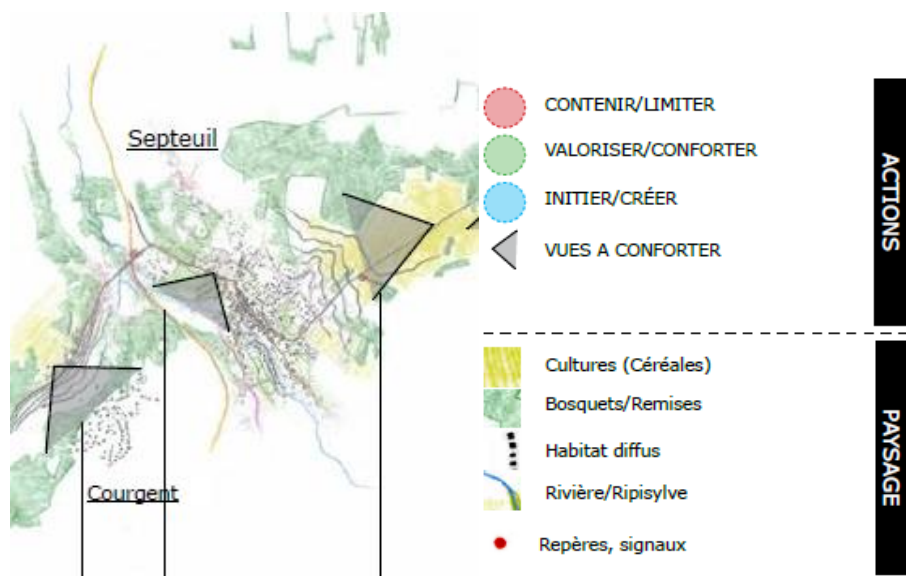 Septeuil
Courgent
CONTENIR/LIMITER
VALORISER/CONFORTER
INITIER/CRÉER
VUES A CONFORTER
ACTIONS
Cultures (Céréales)
Bosquets/Remises
Habitat diffus
Rivière/Ripisylve
Repères, signaux
PAYSAGE